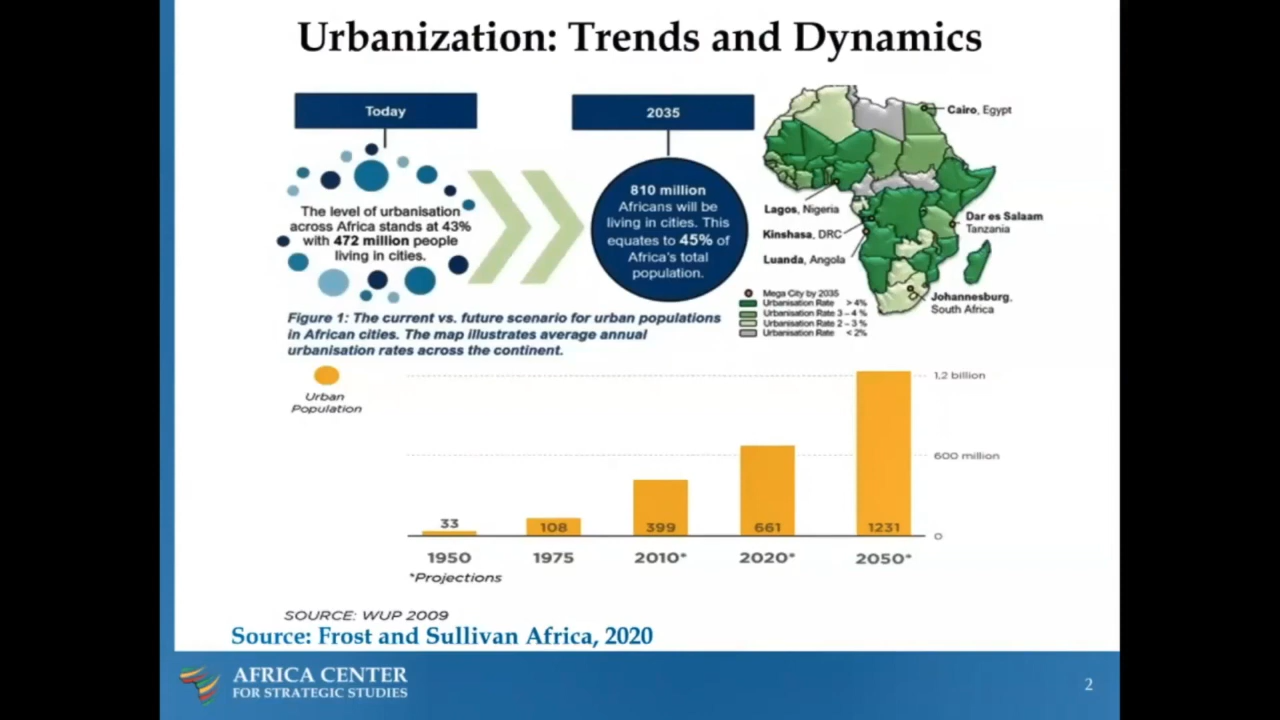 Urbanization: Trends and Dynamics
Today
The level of urbanisation
across Africa stands at 43%
with 472 million people
living in cities.
2035
810 million
Africans will be
living in cities. This
equates to 45% of
Africa's total
population.
Cairo, Egypt
Lagos, Nigeria
Kinshasa, DRC
Luanda, Angola
Dar es Salaam
Tanzania
Johannesburg,
South Africa
Mega City by 2035
Urbanisation Rate > 4%
Urbanisation Rate 3 – 4 %
Urbanisation Rate 2 – 3 %
Urbanisation Rate < 2%
Figure 1: The current vs. future scenario for urban populations
in African cities. The map illustrates average annual
urbanisation rates across the continent.
Urban
Population
1,2 billion
600 million
0
33
108
399
661
1231
1950
1975
2010*
2020*
2050*
*Projections
SOURCE: WUP 2009
Source: Frost and Sullivan Africa, 2020
AFRICA CENTER
FOR STRATEGIC STUDIES
2